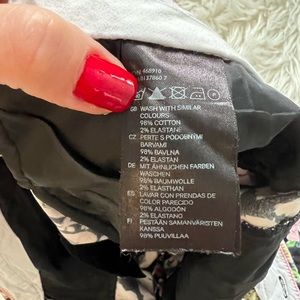 468910
GB WASH WITH SIMILAR
COLOURS
98% COTTON
2% ELASTANE
CZ PERTE S PODOBNÝMI
BARVAMI
98% BAVLNA
2% ELASTAN
DE MIT ÄHNLICHEN FARBEN
WASCHEN
98% BAUMWOLLE
2% ELASTHAN
ES LAVAR CON PRENDAS DE
COLOR PARECIDO
98% ALGODÓN
2% ELASTANO
FI PESTÄÄN SAMANVÄRISTEN
KANSSA
98% PUUVILLAA